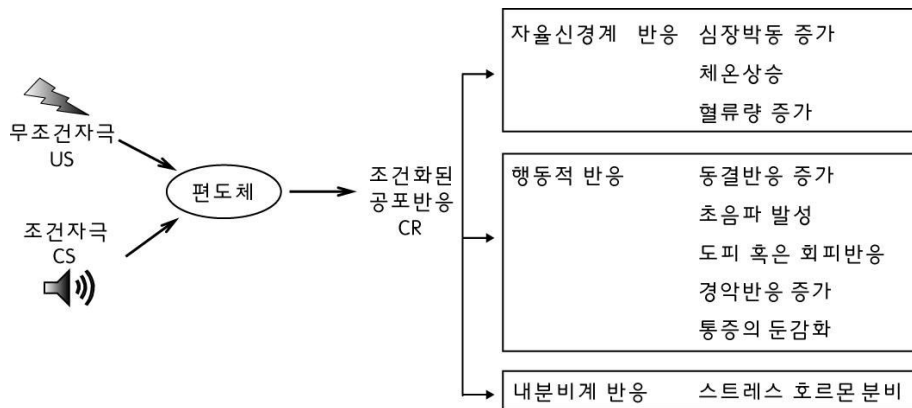 무조건자극
US
조건자극
CS
편도체
조건화된
공포반응
CR
자율신경계 반응 심장박동 증가
체온상승
혈류량 증가
행동적 반응 동결반응 증가
초음파 발성
도피 혹은 회피반응
경악반응 증가
통증의 둔감화
내분비계 반응 스트레스 호르몬 분비